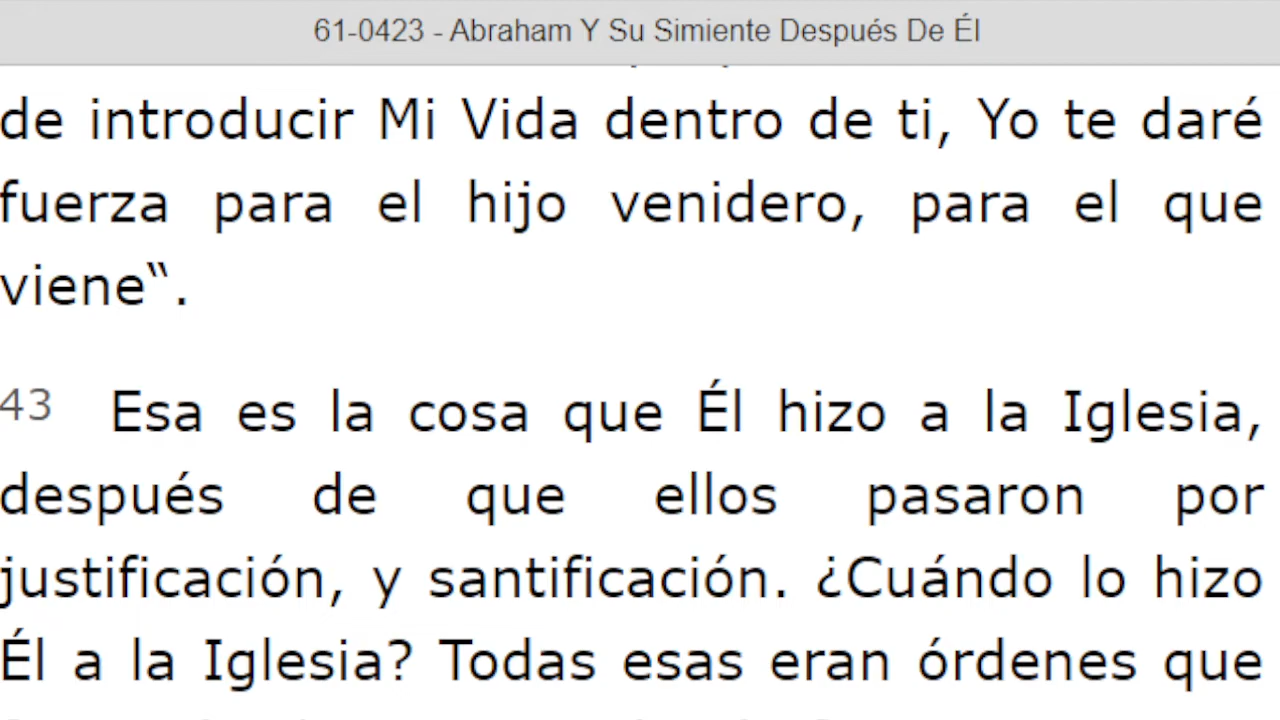 61-0423 - Abraham Y Su Simiente Después De Él
de introducir Mi Vida dentro de ti, Yo te daré
fuerza para el hijo venidero, para el que
viene“.
43 Esa es la cosa que Él hizo a la Iglesia,
después de que ellos pasaron por
justificación, y santificación. ¿Cuándo lo hizo
Él a la Iglesia? Todas esas eran órdenes que